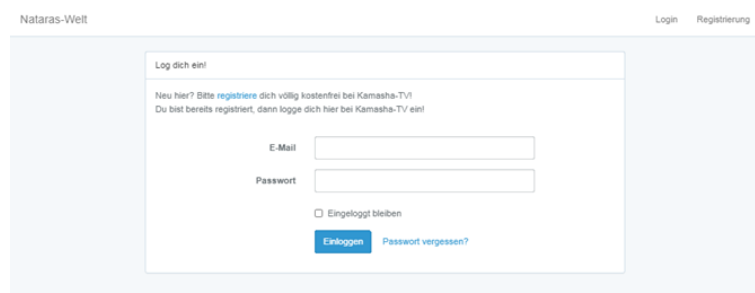 Nataras-Welt Login Registrierung
Log dich ein!
Neu hier? Bitte registriere dich völlig kostenfrei bei Kamasha-TV!
Du bist bereits registriert, dann logge dich hier bei Kamasha-TV ein!
E-Mail
Passwort
Eingeloggt bleiben
Einloggen Passwort vergessen?